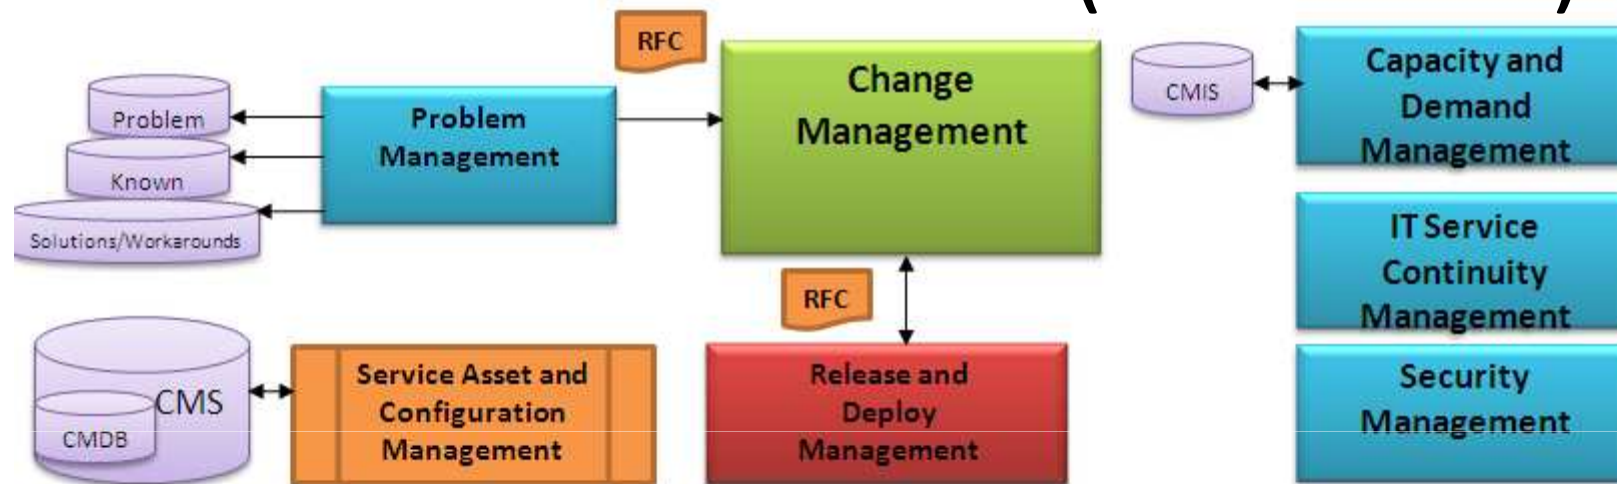 RFC
Change
Management
Problem
Management
Problem
Known
Solutions/Workarounds
CMIS
Capacity and
Demand
Management
IT Service
Continuity
Management
RFC
CMS
CMDB
Service Asset and
Configuration
Management
Release and
Deploy
Management
Security
Management